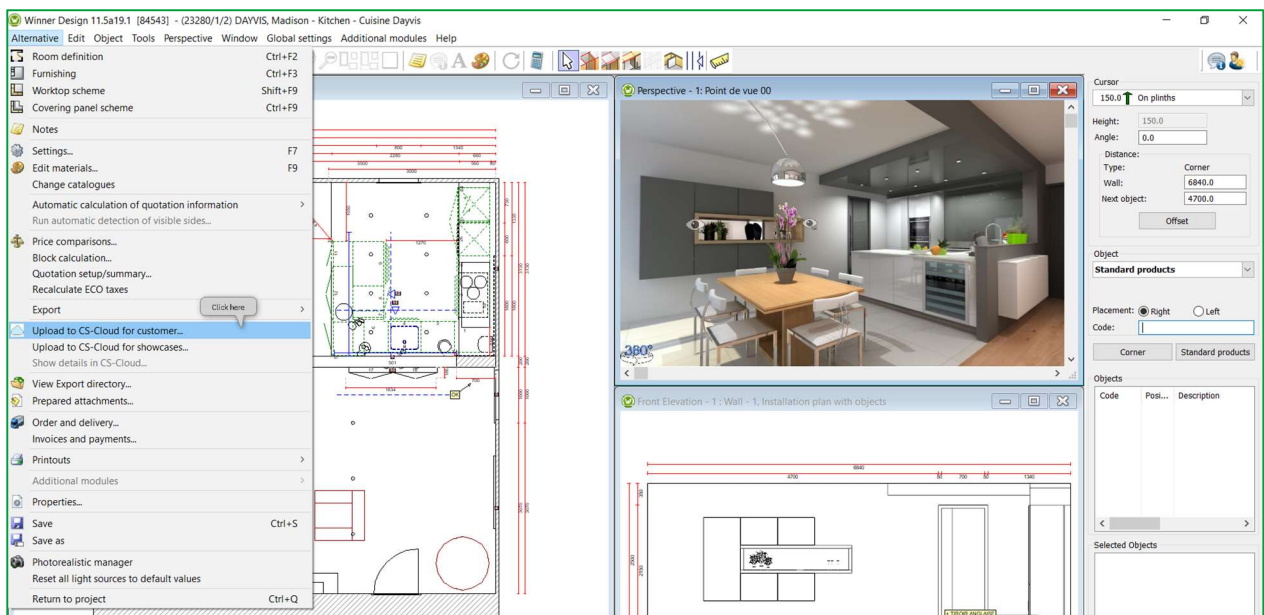 Winner Design 11.5a19.1 [84543] - (23280/1/2) DAYVIS, Madison - Kitchen - Cuisine Dayvis
Alternative Edit Object Tools Perspective Window Global settings Additional modules Help
Room definition Ctrl+F2
Furnishing Ctrl+F3
Worktop scheme Shift+F9
Covering panel scheme Ctrl+F9
Notes
Settings... F7
Edit materials... F9
Change catalogues
Automatic calculation of quotation information
Run automatic detection of visible sides...
Price comparisons...
Block calculation...
Quotation setup/summary...
Recalculate ECO taxes
Export
Click here
Upload to CS-Cloud for customer...
Upload to CS-Cloud for showcases...
Show details in CS-Cloud...
View Export directory...
Prepared attachments...
Order and delivery...
Invoices and payments...
Printouts
Additional modules
Properties...
Save Ctrl+S
Save as
Photorealistic manager
Reset all light sources to default values
Return to project Ctrl+Q
Perspective - 1: Point de vue 00
360°
Front Elevation - 1 : Wall - 1, Installation plan with objects
6840
4700 50 700 50 1340
Cursor
150.0 On plinths
Height: 150.0
Angle: 0.0
Distance:
Type: Corner
Wall: 6840.0
Next object: 4700.0
Offset
Object
Standard products
Placement: Right Left
Code:
Corner Standard products
Objects
Code Posi... Description
Selected Objects